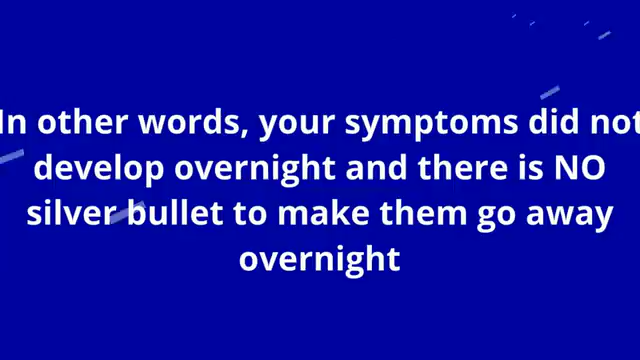 In other words, your symptoms did not
develop overnight and there is NO
silver bullet to make them go away
overnight